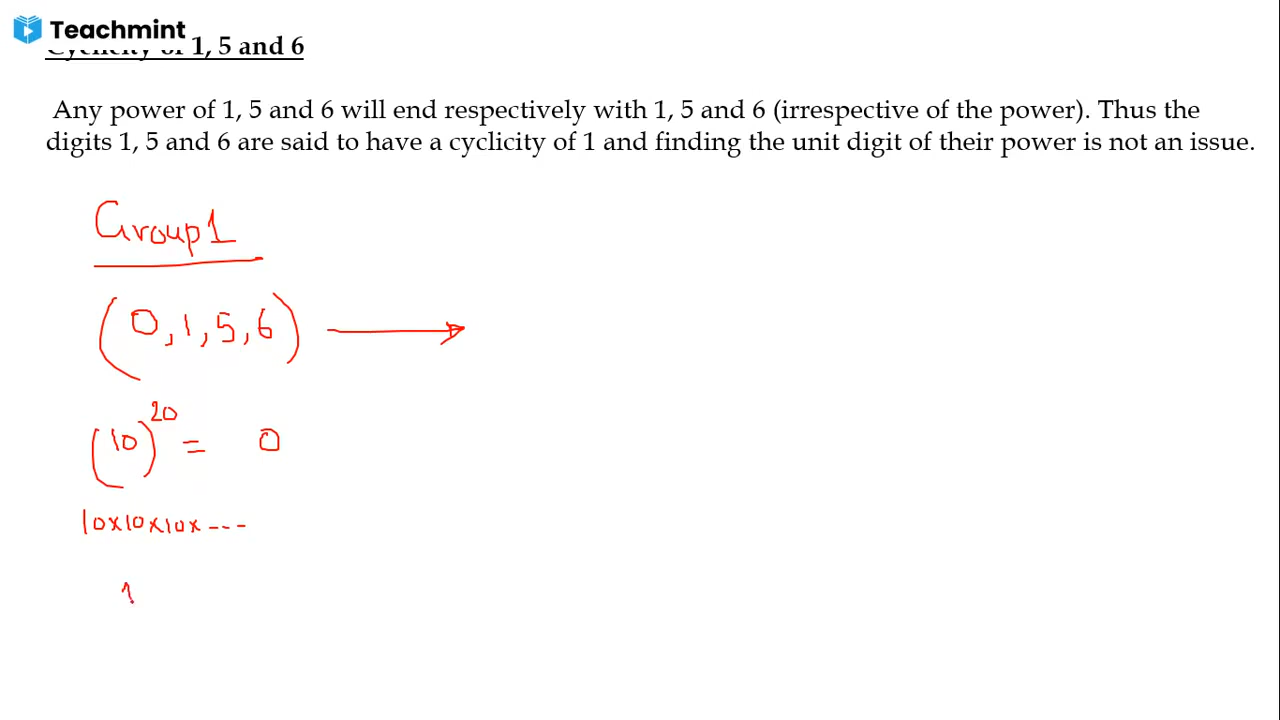 Teachmint
Cyclicity of 1, 5 and 6
Any power of 1, 5 and 6 will end respectively with 1, 5 and 6 (irrespective of the power). Thus the
digits 1, 5 and 6 are said to have a cyclicity of 1 and finding the unit digit of their power is not an issue.
Group 1
(0,1,5,6) →
(10)²⁰ = 0
10×10×10×---
1